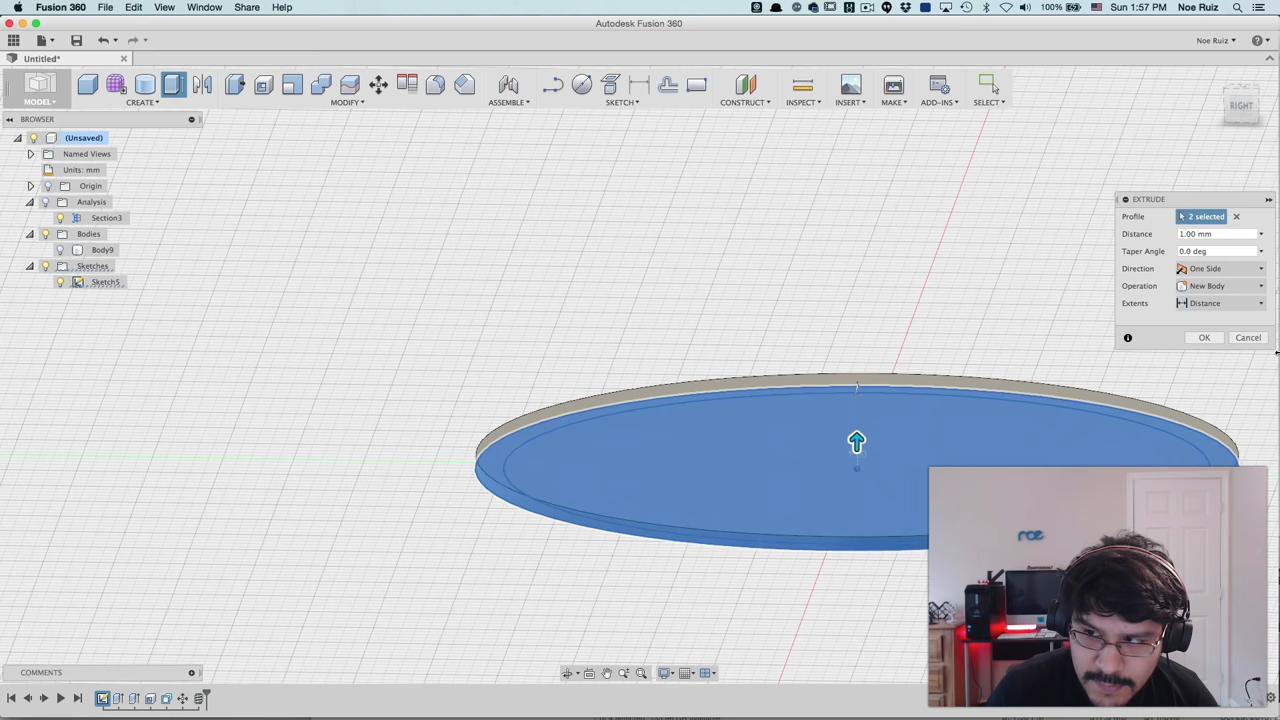 Fusion 360 File Edit View Window Share Help
100% Sun 1:57 PM Noe Ruiz
Autodesk Fusion 360
Noe Ruiz
Untitled*
MODEL
CREATE
MODIFY
ASSEMBLE
SKETCH
CONSTRUCT
INSPECT
INSERT
MAKE
ADD-INS
SELECT
RIGHT
BROWSER
(Unsaved)
Named Views
Units: mm
Origin
Analysis
Section3
Bodies
Body9
Sketches
Sketch5
EXTRUDE
Profile 2 selected
Distance 1.00 mm
Taper Angle 0.0 deg
Direction One Side
Operation New Body
Extents Distance
OK Cancel
roe
COMMENTS